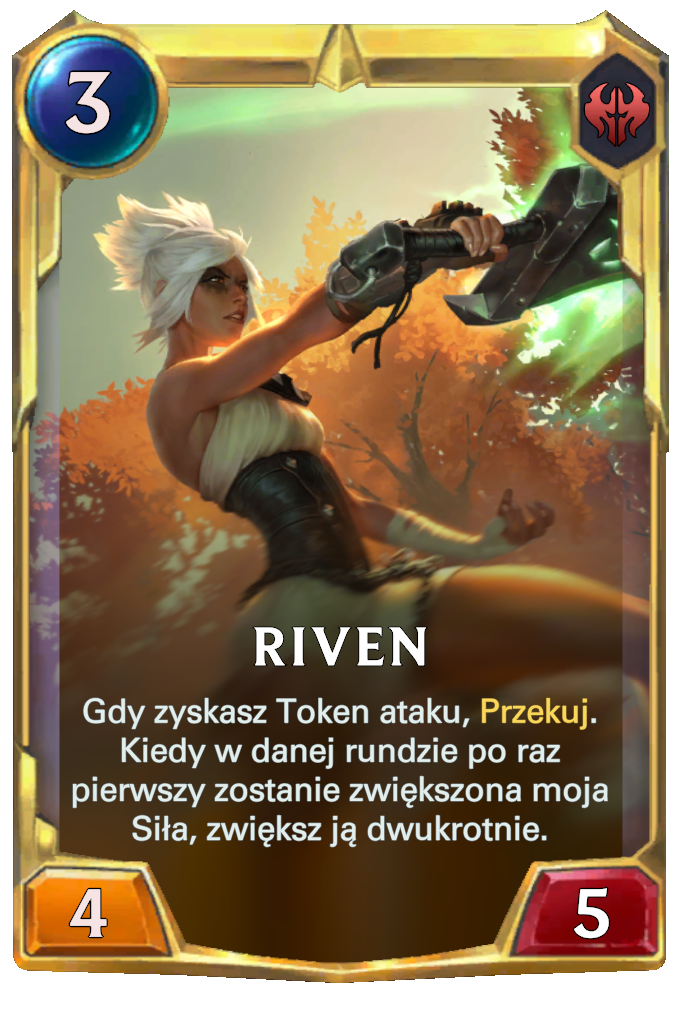 3
RIVEN
Gdy zyskasz Token ataku, Przekuj.
Kiedy w danej rundzie po raz
pierwszy zostanie zwiększona moja
Siła, zwiększ ją dwukrotnie.
4
5